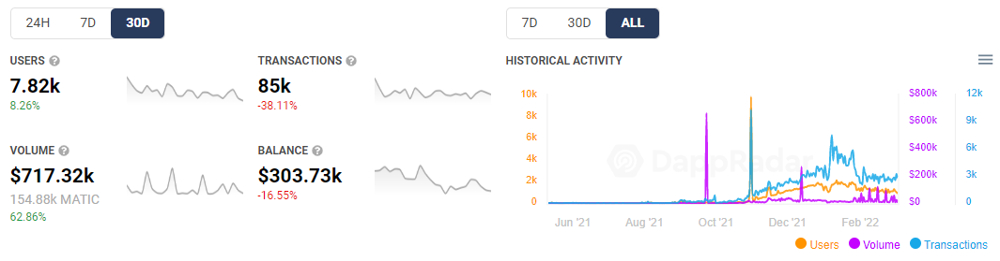 24H 7D 30D
USERS ?
7.82k
8.26%
TRANSACTIONS ?
85k
-38.11%
VOLUME ?
$717.32k
154.88k MATIC
62.86%
BALANCE ?
$303.73k
-16.55%
7D 30D ALL
HISTORICAL ACTIVITY
DappRadar
10k
8k
6k
4k
2k
0
$800k
$600k
$400k
$200k
$0
12k
9k
6k
3k
0
Jun '21 Aug '21 Oct '21 Dec '21 Feb '22
Users Volume Transactions